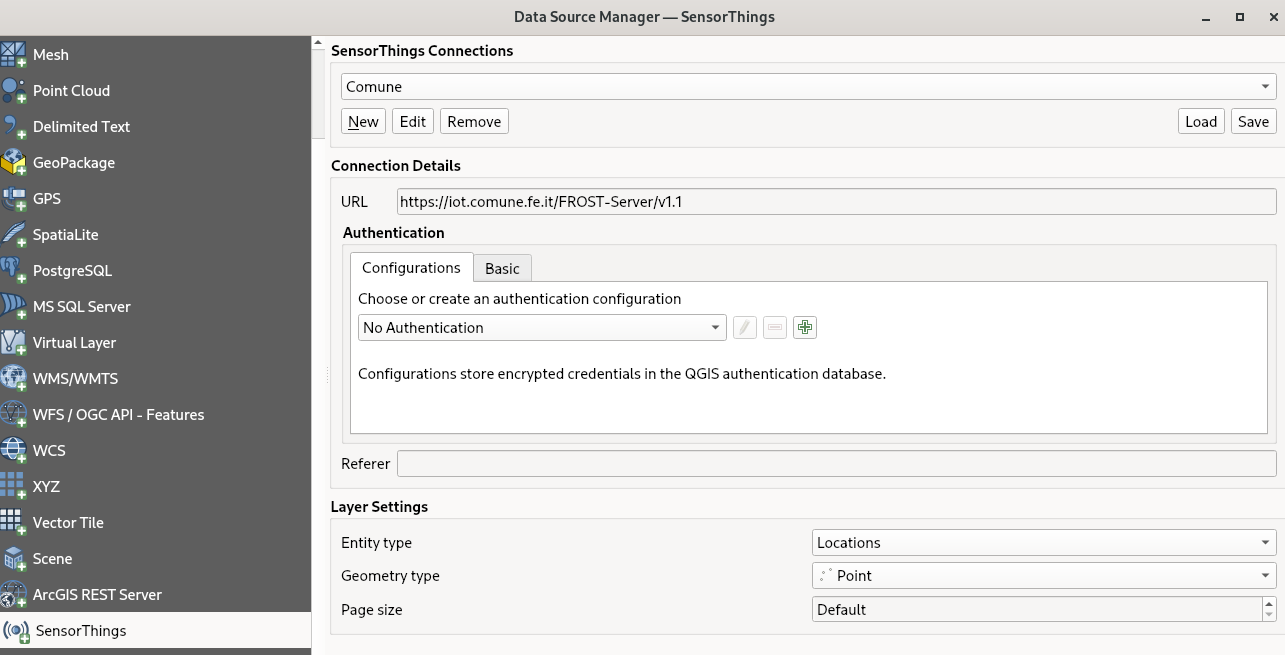 Data Source Manager — SensorThings
Mesh
Point Cloud
Delimited Text
GeoPackage
GPS
SpatiaLite
PostgreSQL
MS SQL Server
Virtual Layer
WMS/WMTS
WFS / OGC API - Features
WCS
XYZ
Vector Tile
Scene
ArcGIS REST Server
SensorThings
SensorThings Connections
Comune
New Edit Remove Load Save
Connection Details
URL https://iot.comune.fe.it/FROST-Server/v1.1
Authentication
Configurations Basic
Choose or create an authentication configuration
No Authentication
Configurations store encrypted credentials in the QGIS authentication database.
Referer
Layer Settings
Entity type Locations
Geometry type Point
Page size Default